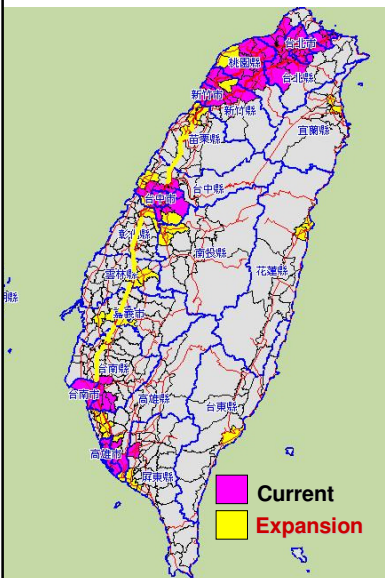 台北市
桃園縣
台北縣
新竹市
新竹縣
宜蘭縣
苗栗縣
台中縣
台中市
彰化縣
南投縣
花蓮縣
雲林縣
嘉義市
台南縣
台南市
高雄縣
台東縣
高雄市
屏東縣
Current
Expansion